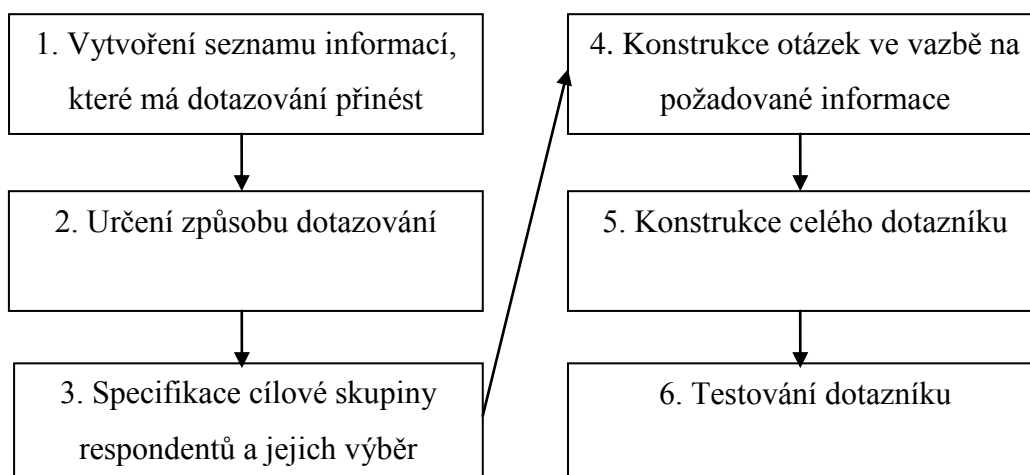 1. Vytvoření seznamu informací,
které má dotazování přinést
2. Určení způsobu dotazování
3. Specifikace cílové skupiny
respondentů a jejich výběr
4. Konstrukce otázek ve vazbě na
požadované informace
5. Konstrukce celého dotazníku
6. Testování dotazníku